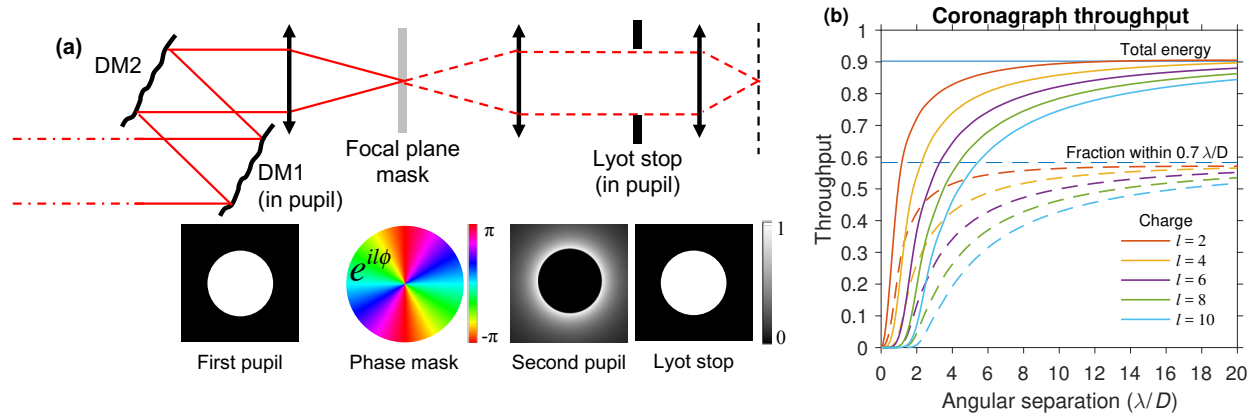 (a)
DM2
DM1
(in pupil)
Focal plane
mask
Lyot stop
(in pupil)
e^{ilϕ}
π
-π
1
0
First pupil
Phase mask
Second pupil
Lyot stop
(b)
Coronagraph throughput
Throughput
1
0.9
0.8
0.7
0.6
0.5
0.4
0.3
0.2
0.1
0
Total energy
Fraction within 0.7 λ/D
Charge
l = 2
l = 4
l = 6
l = 8
l = 10
0 2 4 6 8 10 12 14 16 18 20
Angular separation (λ/D)